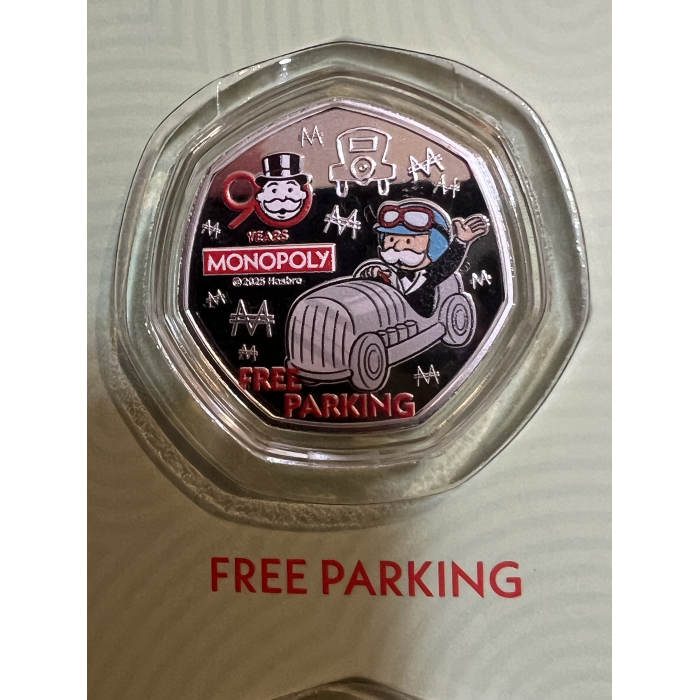 90
YEARS
MONOPOLY
©2025 Hasbro
FREE
PARKING
FREE PARKING